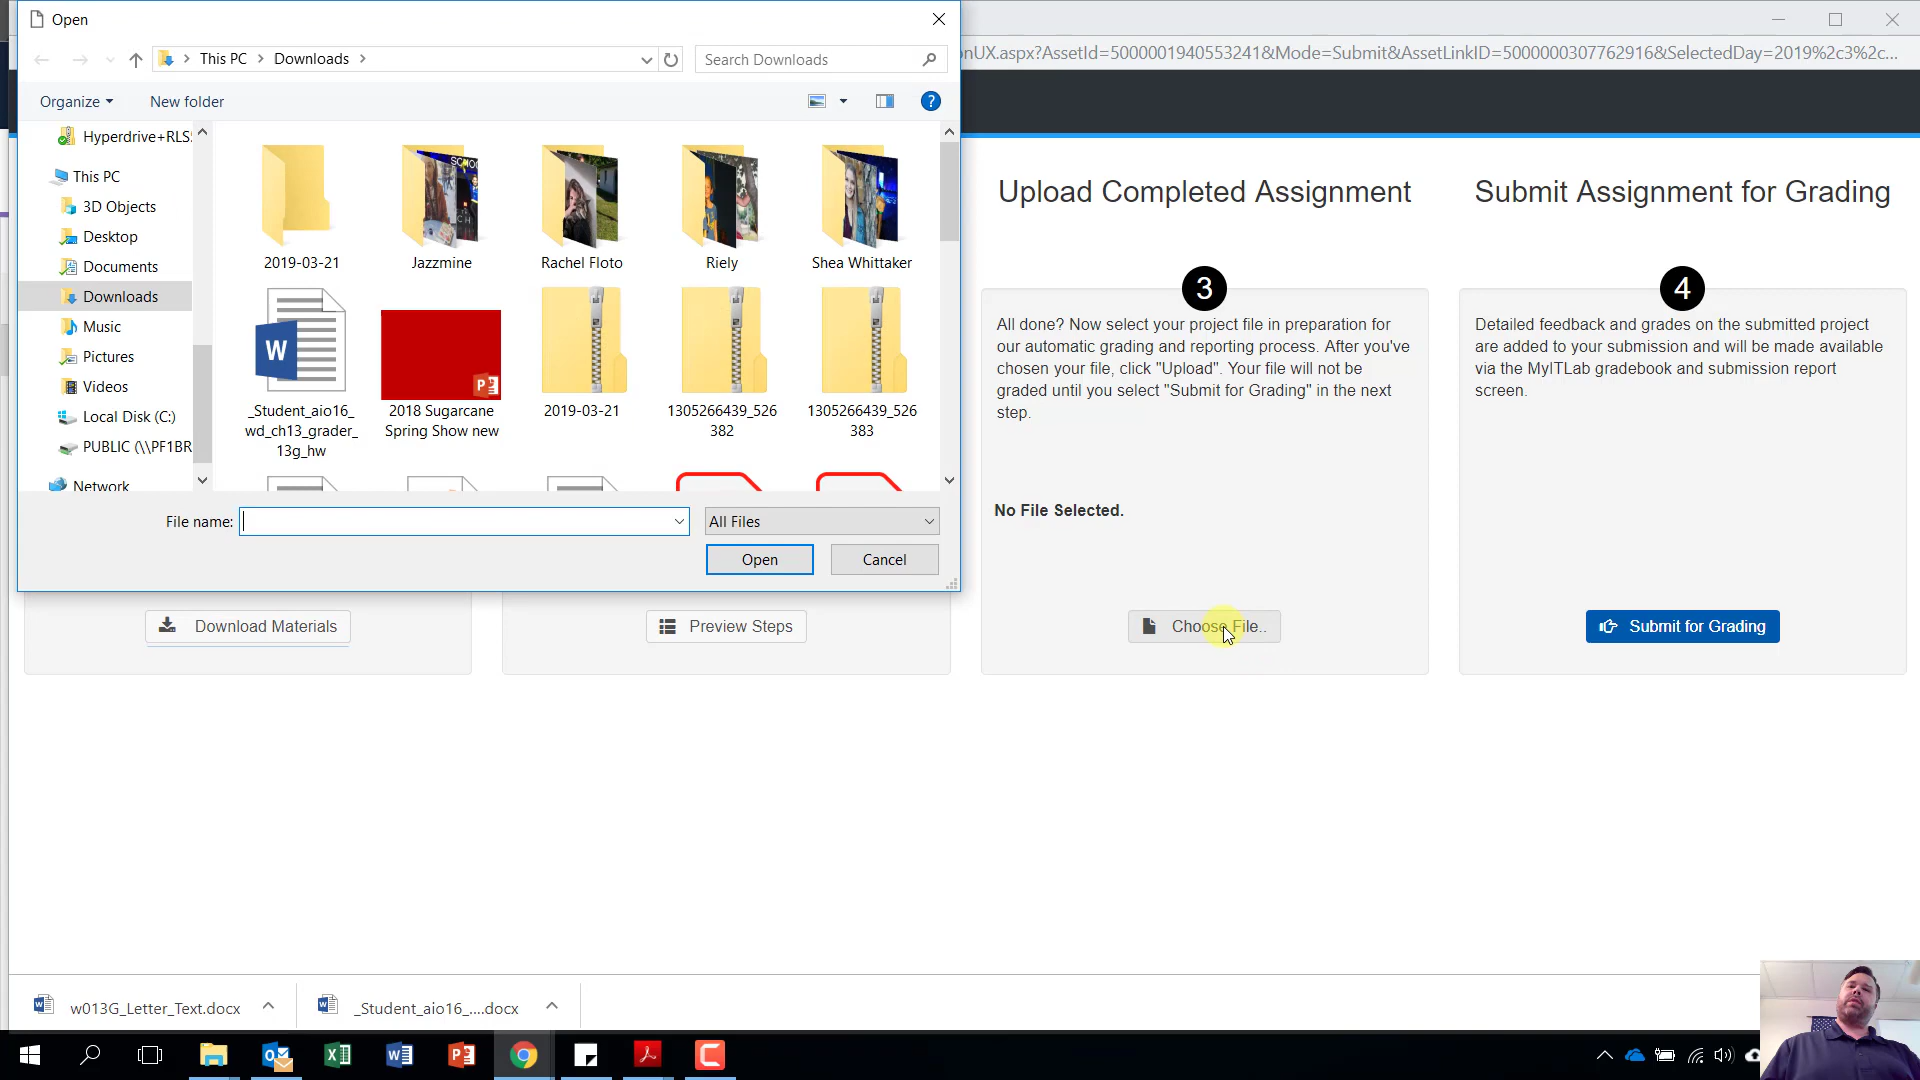 Open
onUX.aspx?AssetId=5000001940553241&Mode=Submit&AssetLinkID=5000000307762916&SelectedDay=2019%2c3%2c...
This PC > Downloads >
Search Downloads
Organize
New folder
Hyperdrive+RLS
This PC
3D Objects
Desktop
Documents
Downloads
Music
Pictures
Videos
Local Disk (C:)
PUBLIC (\\PF1BR
Network
SCHO
2019-03-21
Jazzmine
Rachel Floto
Riely
Shea Whittaker
_Student_aio16_
wd_ch13_grader_
13g_hw
2018 Sugarcane
Spring Show new
2019-03-21
1305266439_526
382
1305266439_526
383
File name:
All Files
Open
Cancel
Download Materials
Preview Steps
Upload Completed Assignment
3
All done? Now select your project file in preparation for
our automatic grading and reporting process. After you've
chosen your file, click "Upload". Your file will not be
graded until you select "Submit for Grading" in the next
step.
No File Selected.
Choose File..
Submit Assignment for Grading
4
Detailed feedback and grades on the submitted project
are added to your submission and will be made available
via the MyITLab gradebook and submission report
screen.
Submit for Grading
w013G_Letter_Text.docx
_Student_aio16_....docx